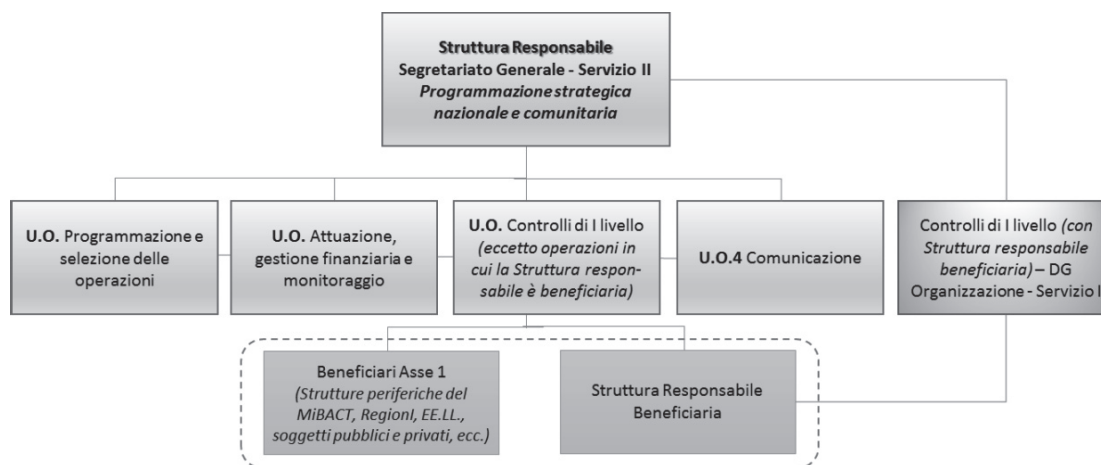 Struttura Responsabile
Segretariato Generale - Servizio II
Programmazione strategica
nazionale e comunitaria
U.O. Programmazione e
selezione delle
operazioni
U.O. Attuazione,
gestione finanziaria e
monitoraggio
U.O. Controlli di I livello
(eccetto operazioni in
cui la Struttura respon-
sabile è beneficiaria)
U.O.4 Comunicazione
Controlli di I livello (con
Struttura responsabile
beneficiaria) – DG
Organizzazione - Servizio I
Beneficiari Asse 1
(Strutture periferiche del
MiBACT, RegionI, EE.LL.,
soggetti pubblici e privati, ecc.)
Struttura Responsabile
Beneficiaria